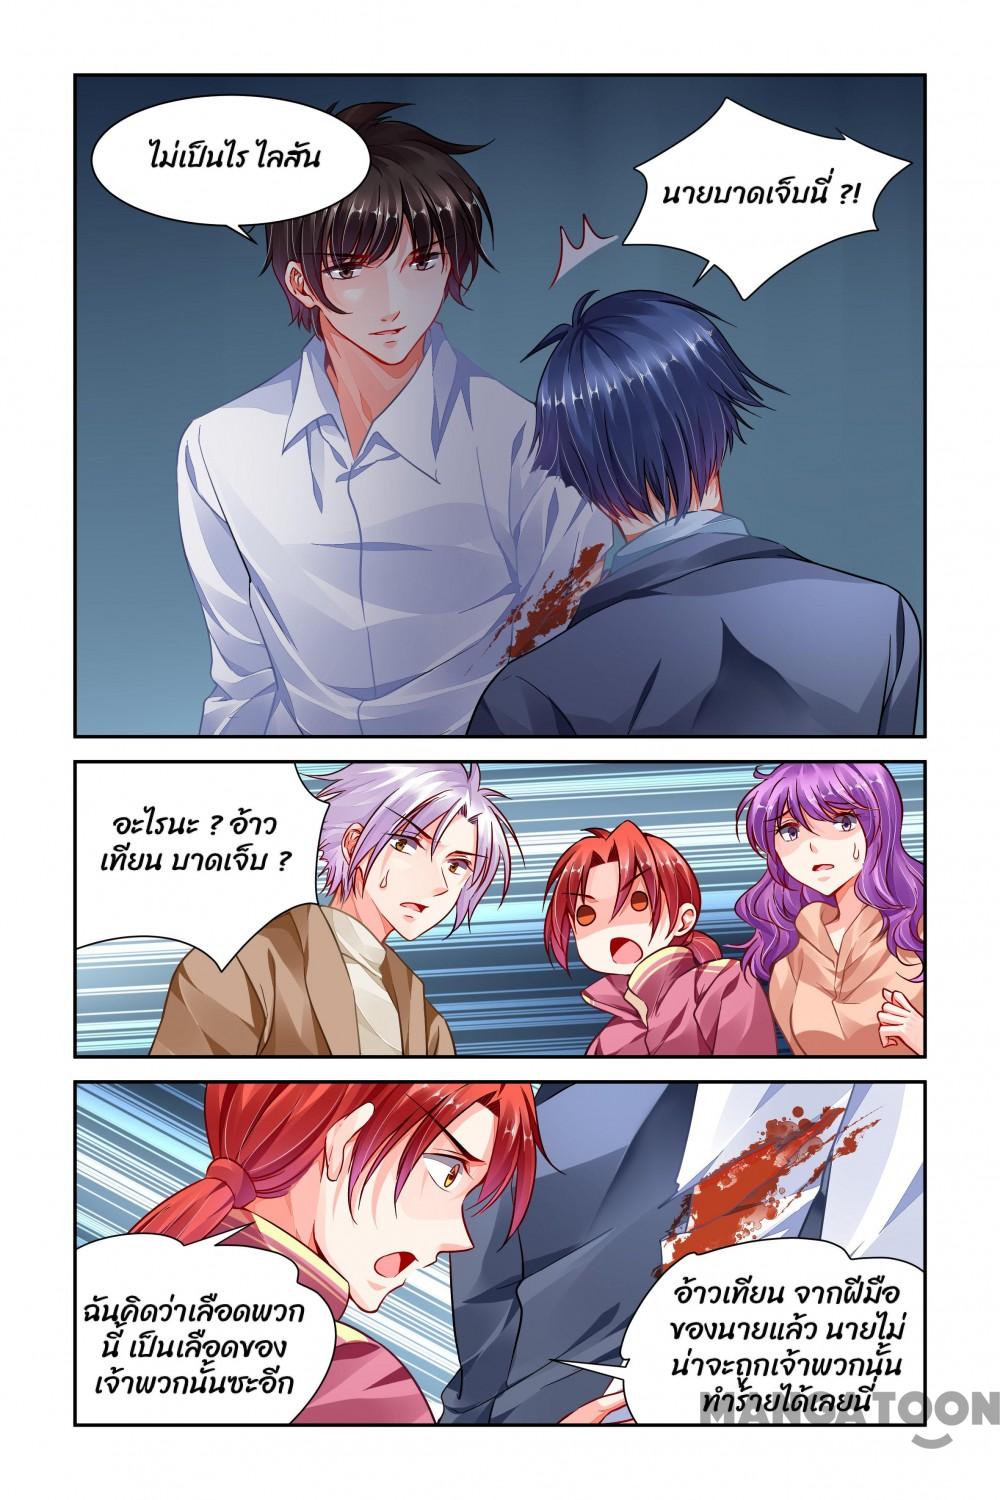 ไม่เป็นไร ไลสัน
นายบาดเจ็บนี่ ?!
อะไรนะ ? อ้าว
เทียน บาดเจ็บ ?
ฉันคิดว่าเลือดพวก
นี้ เป็นเลือดของ
เจ้าพวกนั้นซะอีก
อ้าวเทียน จากฝีมือ
ของนายแล้ว นายไม่
น่าจะถูกเจ้าพวกนั้น
ทำร้ายได้เลยนี่
MANGATOON